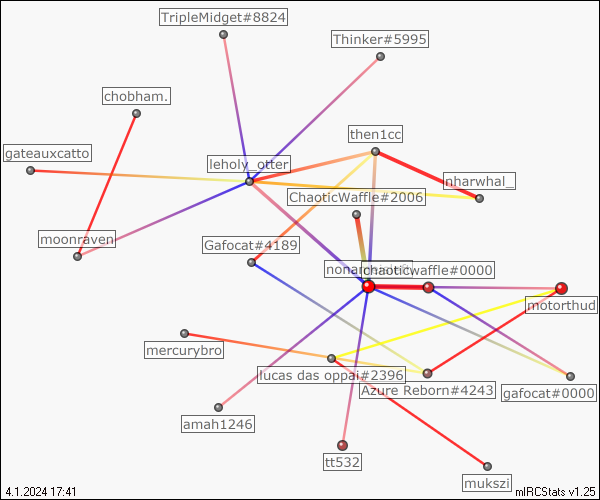 TripleMidget#8824
Thinker#5995
chobham.
then1cc
gateauxcatto
leholy_otter
nharwhal_
ChaoticWaffle#2006
moonraven
Gafocat#4189
chaoticwaffle#0000
motorthud
mercurybro
lucas das oppai#2396
Azure Reborn#4243
gafocat#0000
amah1246
tt532
mukszi
4.1.2024 17:41
mIRCStats v1.25